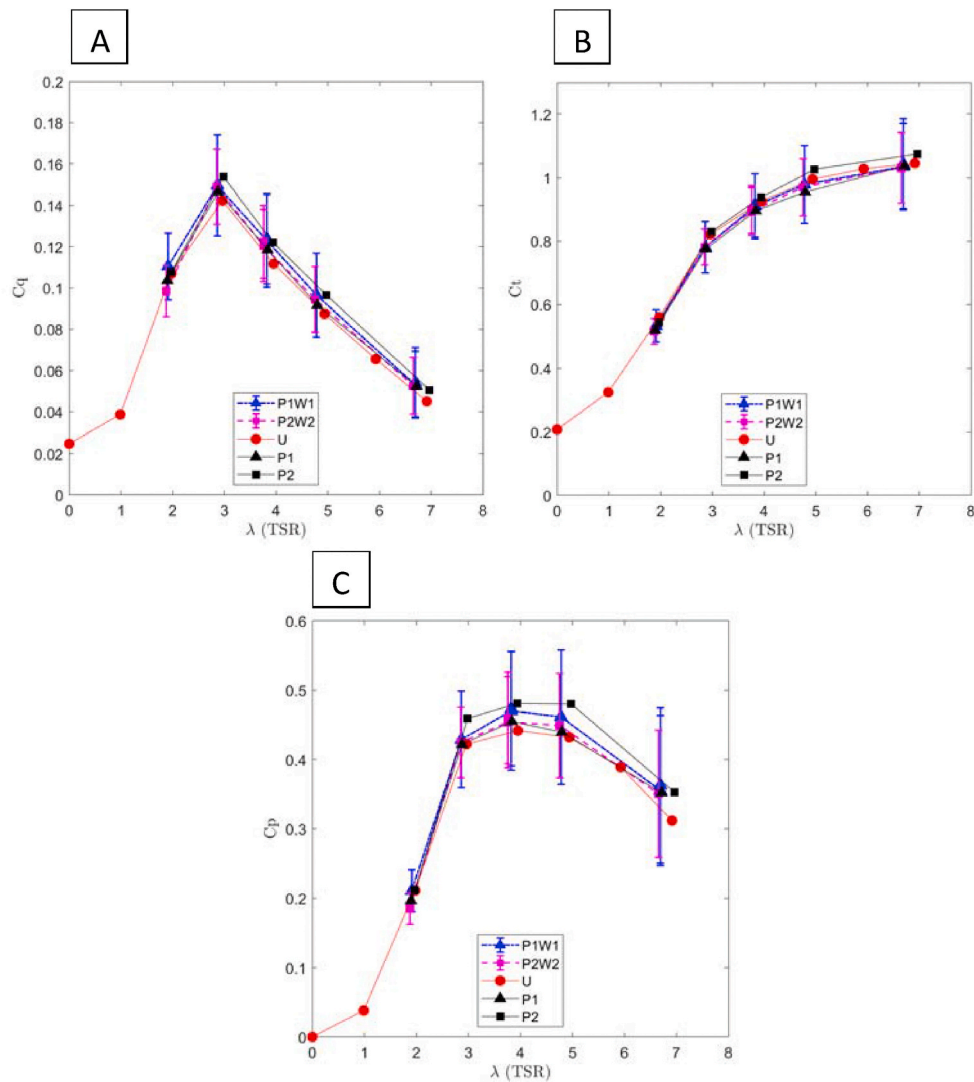 A
B
0.2
0.18
0.16
0.14
0.12
0.1
0.08
0.06
0.04
0.02
0
Cq
P1W1
P2W2
U
P1
P2
0 1 2 3 4 5 6 7 8
λ (TSR)
1.2
1
0.8
0.6
0.4
0.2
0
Ct
P1W1
P2W2
U
P1
P2
0 1 2 3 4 5 6 7 8
λ (TSR)
C
0.6
0.5
0.4
0.3
0.2
0.1
0
Cp
P1W1
P2W2
U
P1
P2
0 1 2 3 4 5 6 7 8
λ (TSR)